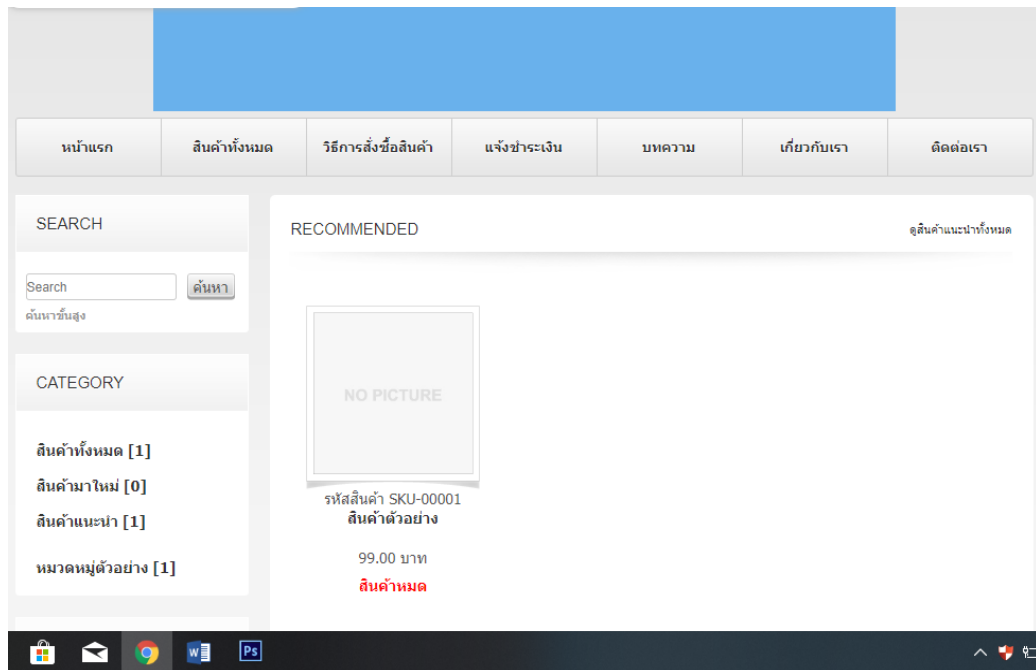 หน้าแรก
สินค้าทั้งหมด
วิธีการสั่งซื้อสินค้า
แจ้งชำระเงิน
บทความ
เกี่ยวกับเรา
ติดต่อเรา
SEARCH
Search
ค้นหา
ค้นหาขั้นสูง
CATEGORY
สินค้าทั้งหมด [1]
สินค้ามาใหม่ [0]
สินค้าแนะนำ [1]
หมวดหมู่ตัวอย่าง [1]
RECOMMENDED
ดูสินค้าแนะนำทั้งหมด
NO PICTURE
รหัสสินค้า SKU-00001
สินค้าตัวอย่าง
99.00 บาท
สินค้าหมด
W
Ps